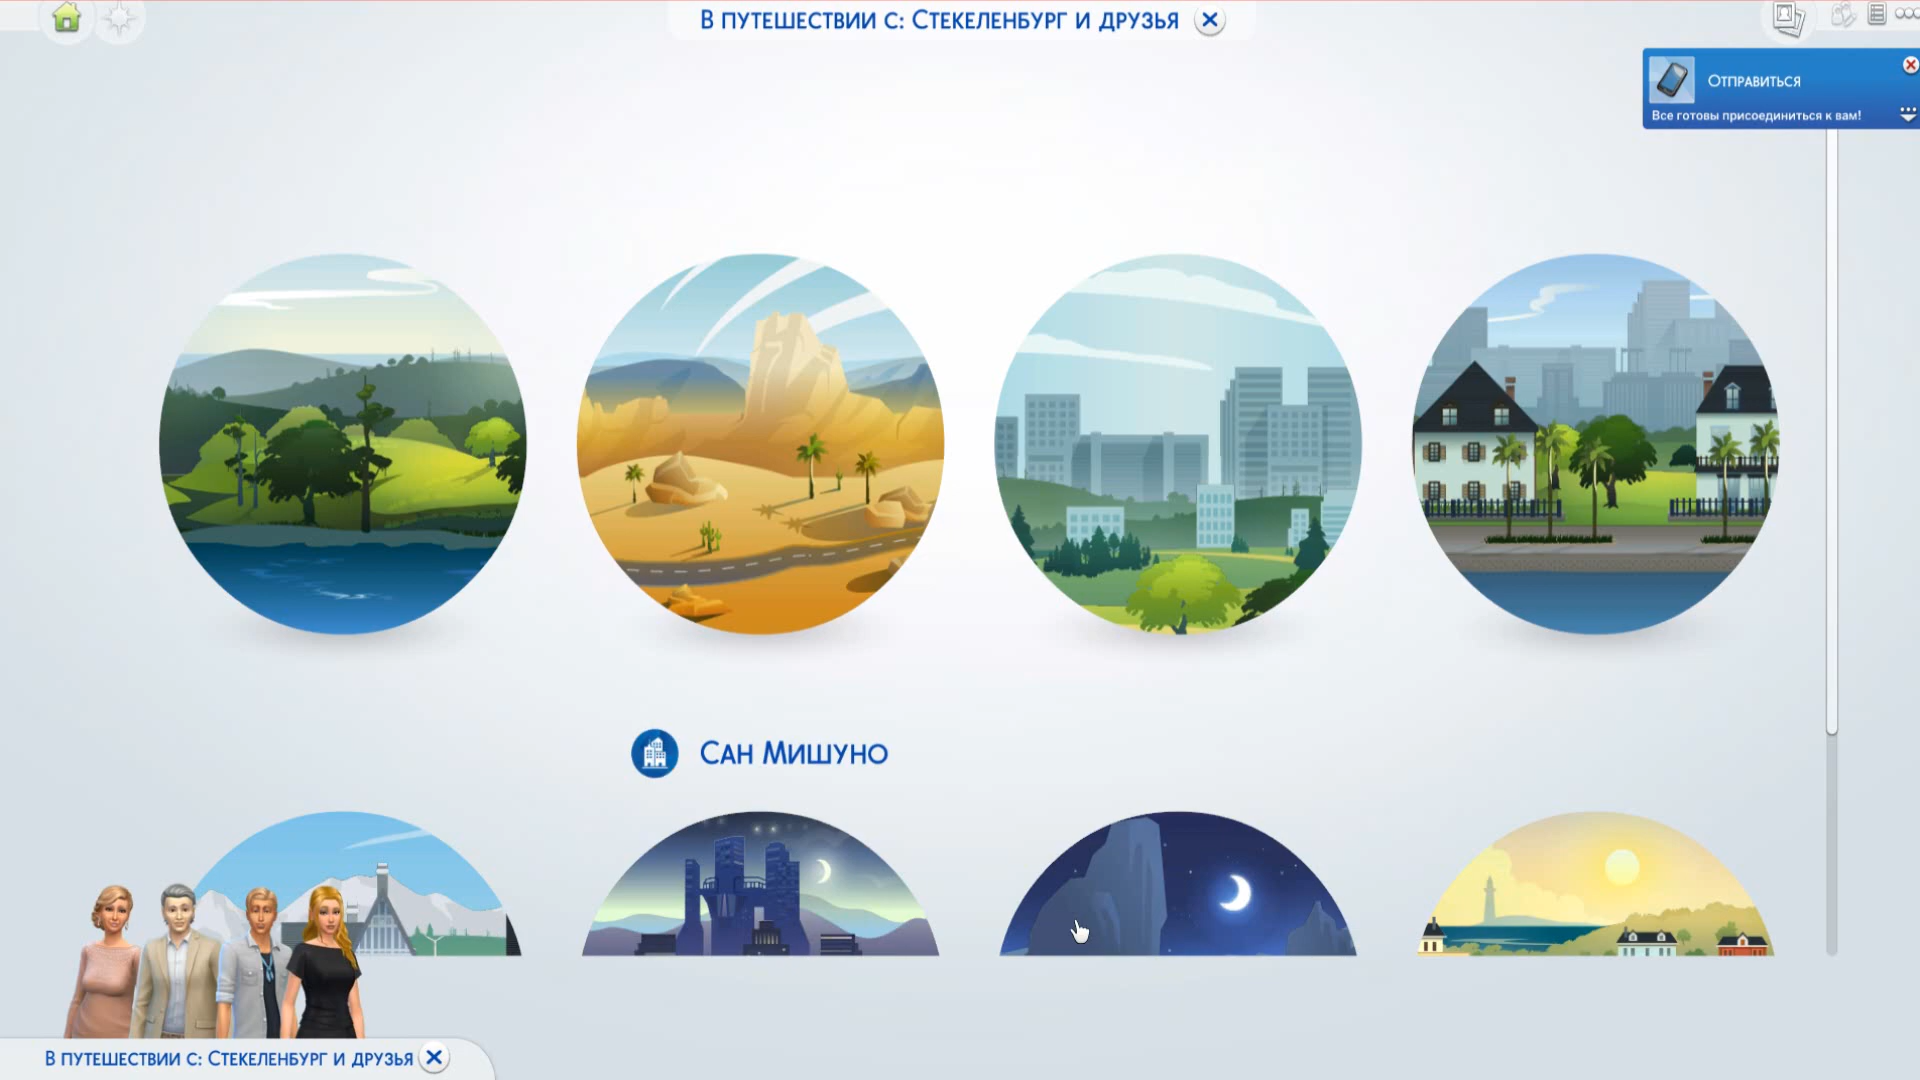 В путешествии с: Стекеленбург и друзья
Отправиться
Все готовы присоединиться к вам!
Сан Мишуно
В путешествии с: Стекеленбург и друзья